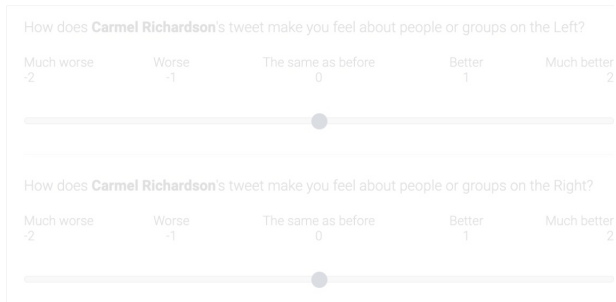 How does Carmel Richardson's tweet make you feel about people or groups on the Left?
Much worse Worse The same as before Better Much better
-2 -1 0 1 2
How does Carmel Richardson's tweet make you feel about people or groups on the Right?
Much worse Worse The same as before Better Much better
-2 -1 0 1 2